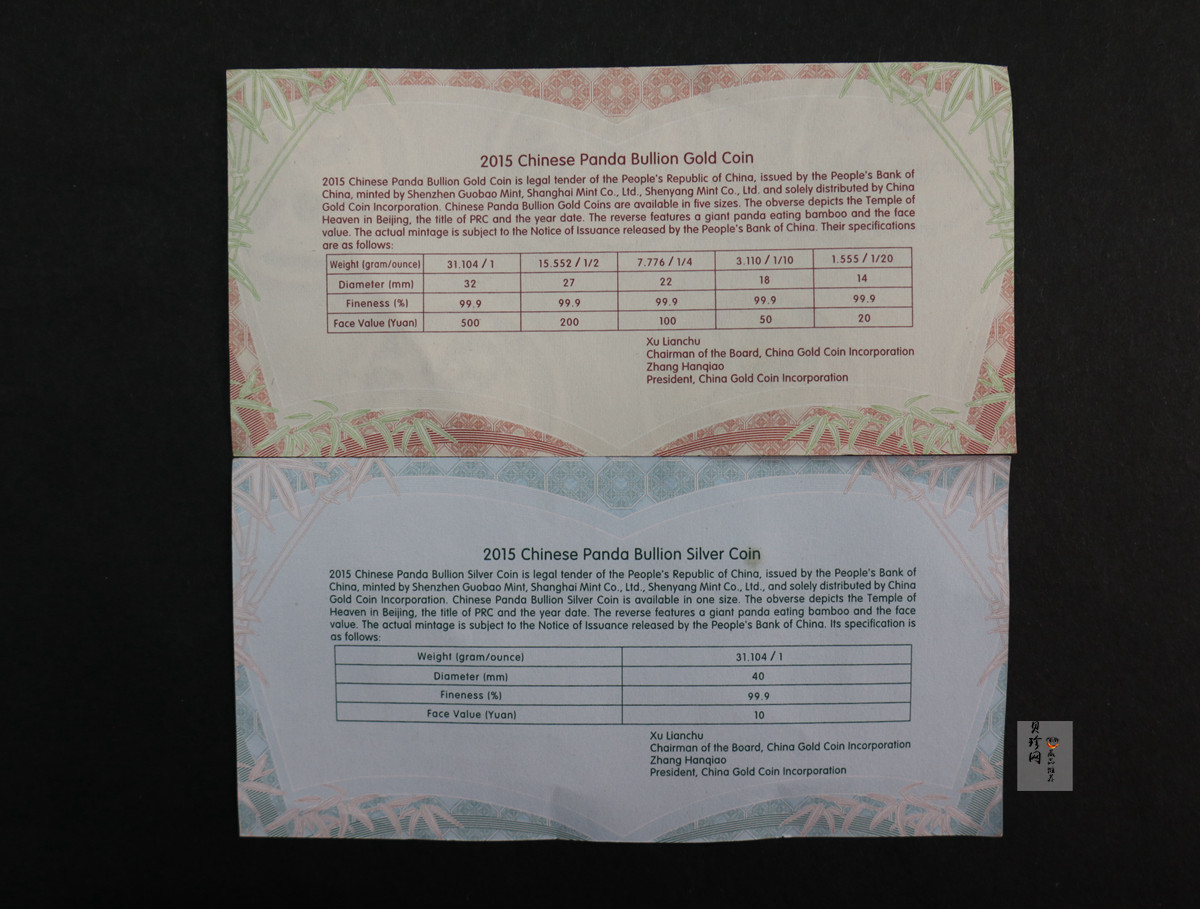 2015 Chinese Panda Bullion Gold Coin
2015 Chinese Panda Bullion Gold Coin is legal tender of the People's Republic of China, issued by the People's Bank of
China, minted by Shenzhen Guobao Mint, Shanghai Mint Co., Ltd., Shenyang Mint Co., Ltd. and solely distributed by China
Gold Coin Incorporation. Chinese Panda Bullion Gold Coins are available in five sizes. The obverse depicts the Temple of
Heaven in Beijing, the title of PRC and the year date. The reverse features a giant panda eating bamboo and the face
value. The actual mintage is subject to the Notice of Issuance released by the People's Bank of China. Their specifications
are as follows:
Weight (gram/ounce) 31.104 / 1 15.552 / 1/2 7.776 / 1/4 3.110 / 1/10 1.555 / 1/20
Diameter (mm) 32 27 22 18 14
Fineness (%) 99.9 99.9 99.9 99.9 99.9
Face Value (Yuan) 500 200 100 50 20
Xu Lianchu
Chairman of the Board, China Gold Coin Incorporation
Zhang Hanqiao
President, China Gold Coin Incorporation
2015 Chinese Panda Bullion Silver Coin
2015 Chinese Panda Bullion Silver Coin is legal tender of the People's Republic of China, issued by the People's Bank of
China, minted by Shenzhen Guobao Mint, Shanghai Mint Co., Ltd., Shenyang Mint Co., Ltd., and solely distributed by China
Gold Coin Incorporation. Chinese Panda Bullion Silver Coin is available in one size. The obverse depicts the Temple of
Heaven in Beijing, the title of PRC and the year date. The reverse features a giant panda eating bamboo and the face
value. The actual mintage is subject to the Notice of Issuance released by the People's Bank of China. Its specification is
as follows:
Weight (gram/ounce) 31.104 / 1
Diameter (mm) 40
Fineness (%) 99.9
Face Value (Yuan) 10
Xu Lianchu
Chairman of the Board, China Gold Coin Incorporation
Zhang Hanqiao
President, China Gold Coin Incorporation
贝珍网